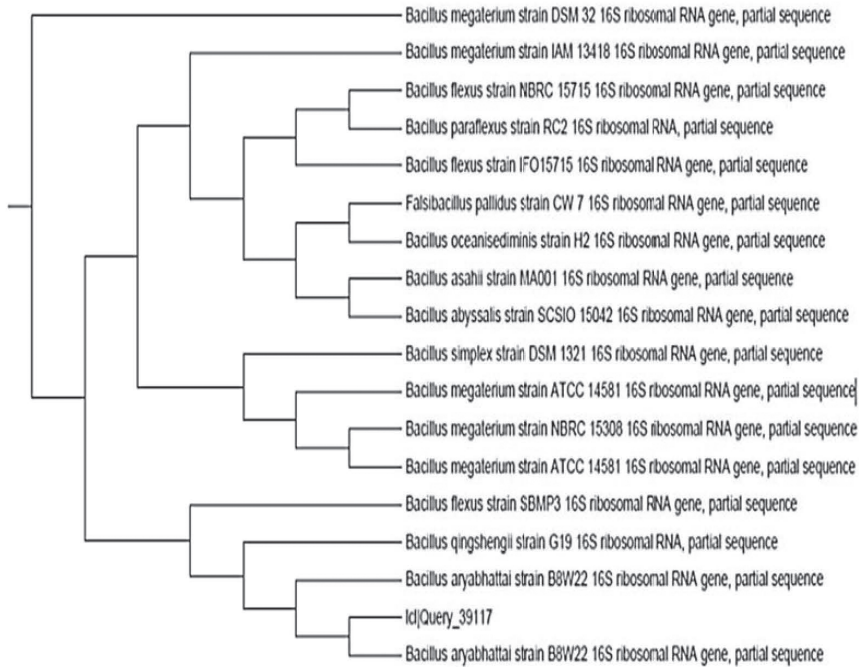 Bacillus megaterium strain DSM 32 16S ribosomal RNA gene, partial sequence
Bacillus megaterium strain IAM 13418 16S ribosomal RNA gene, partial sequence
Bacillus flexus strain NBRC 15715 16S ribosomal RNA gene, partial sequence
Bacillus paraflexus strain RC2 16S ribosomal RNA, partial sequence
Bacillus flexus strain IFO15715 16S ribosomal RNA gene, partial sequence
Falsibacillus pallidus strain CW 7 16S ribosomal RNA gene, partial sequence
Bacillus oceanisediminis strain H2 16S ribosomal RNA gene, partial sequence
Bacillus asahii strain MA001 16S ribosomal RNA gene, partial sequence
Bacillus abyssalis strain SCSIO 15042 16S ribosomal RNA gene, partial sequence
Bacillus simplex strain DSM 1321 16S ribosomal RNA gene, partial sequence
Bacillus megaterium strain ATCC 14581 16S ribosomal RNA gene, partial sequence
Bacillus megaterium strain NBRC 15308 16S ribosomal RNA gene, partial sequence
Bacillus megaterium strain ATCC 14581 16S ribosomal RNA gene, partial sequence
Bacillus flexus strain SBMP3 16S ribosomal RNA gene, partial sequence
Bacillus qingshengii strain G19 16S ribosomal RNA, partial sequence
Bacillus aryabhattai strain B8W22 16S ribosomal RNA gene, partial sequence
lcl|Query_39117
Bacillus aryabhattai strain B8W22 16S ribosomal RNA gene, partial sequence